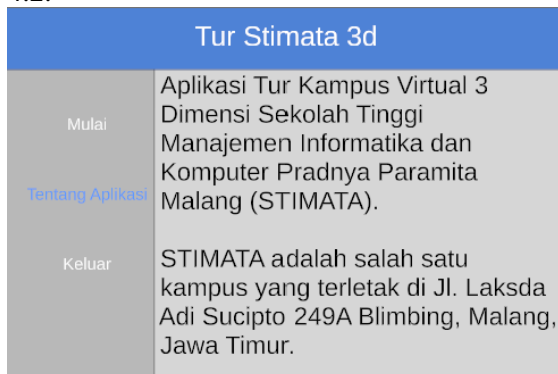 Tur Stimata 3d
Mulai
Tentang Aplikasi
Keluar
Aplikasi Tur Kampus Virtual 3
Dimensi Sekolah Tinggi
Manajemen Informatika dan
Komputer Pradnya Paramita
Malang (STIMATA).
STIMATA adalah salah satu
kampus yang terletak di Jl. Laksda
Adi Sucipto 249A Blimbing, Malang,
Jawa Timur.